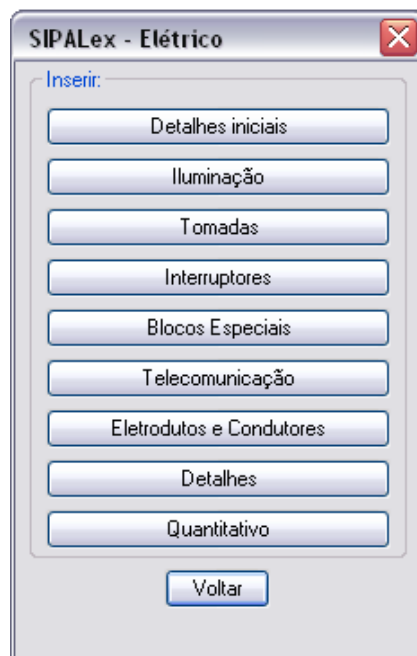 SIPALex - Elétrico
Inserir:
Detalhes iniciais
Iluminação
Tomadas
Interruptores
Blocos Especiais
Telecomunicação
Eletrodutos e Condutores
Detalhes
Quantitativo
Voltar